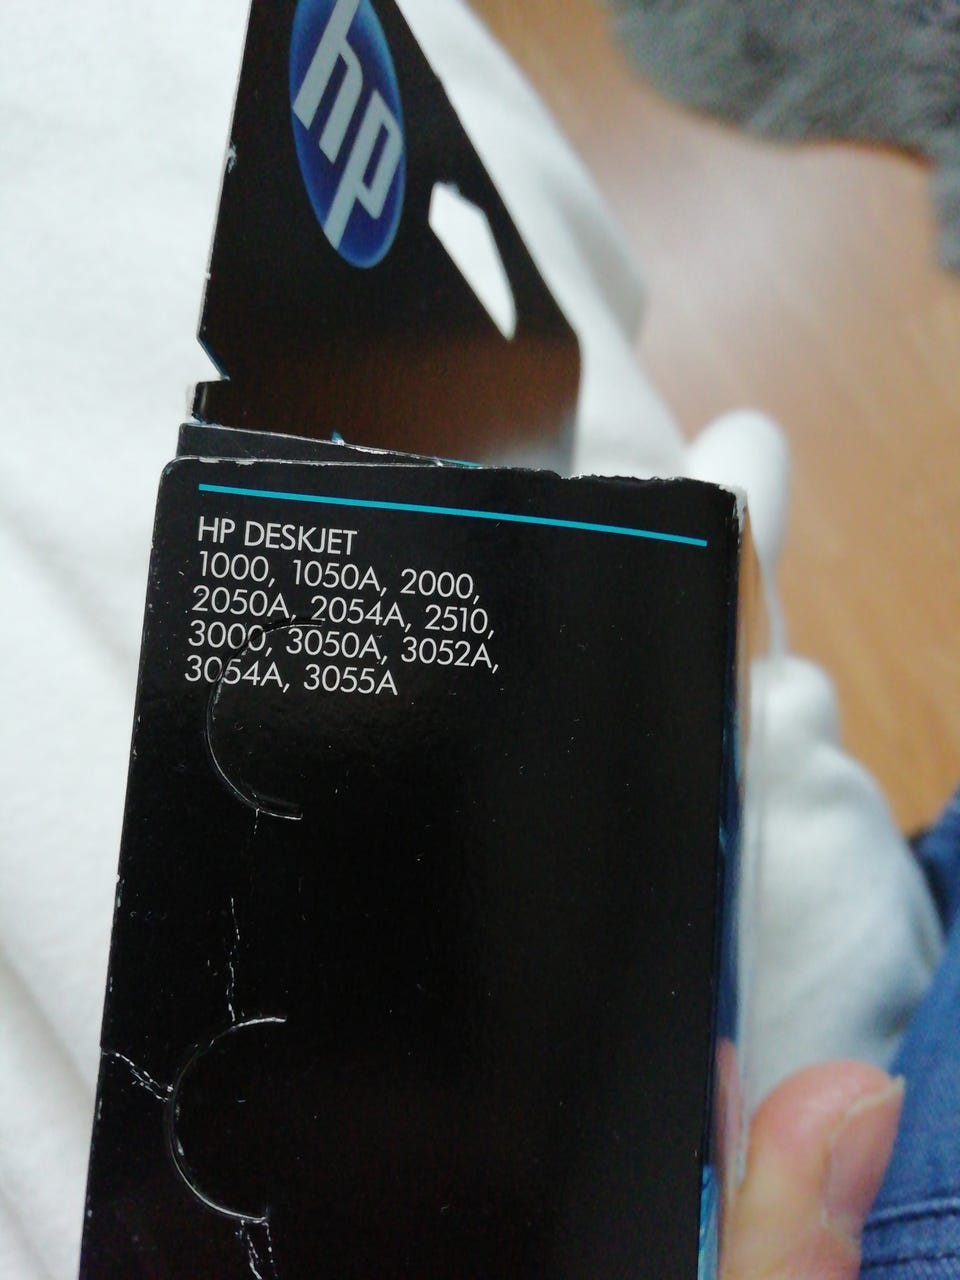 hp
HP DESKJET
1000, 1050A, 2000,
2050A, 2054A, 2510,
3000, 3050A, 3052A,
3054A, 3055A